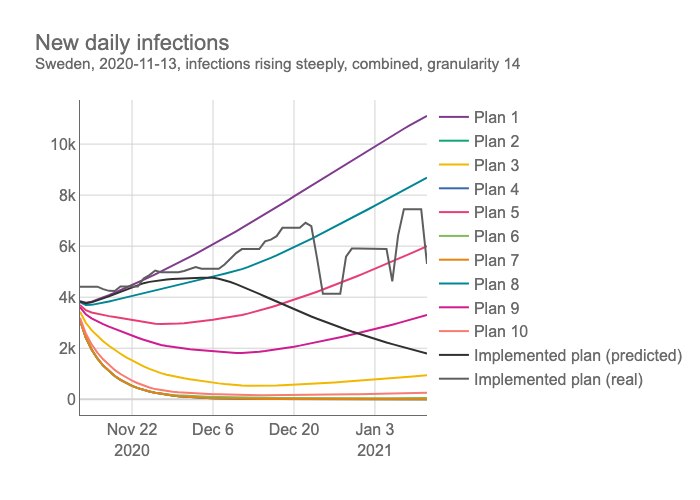 New daily infections
Sweden, 2020-11-13, infections rising steeply, combined, granularity 14
10k
8k
6k
4k
2k
0
Nov 22
2020
Dec 6
Dec 20
Jan 3
2021
Plan 1
Plan 2
Plan 3
Plan 4
Plan 5
Plan 6
Plan 7
Plan 8
Plan 9
Plan 10
Implemented plan (predicted)
Implemented plan (real)